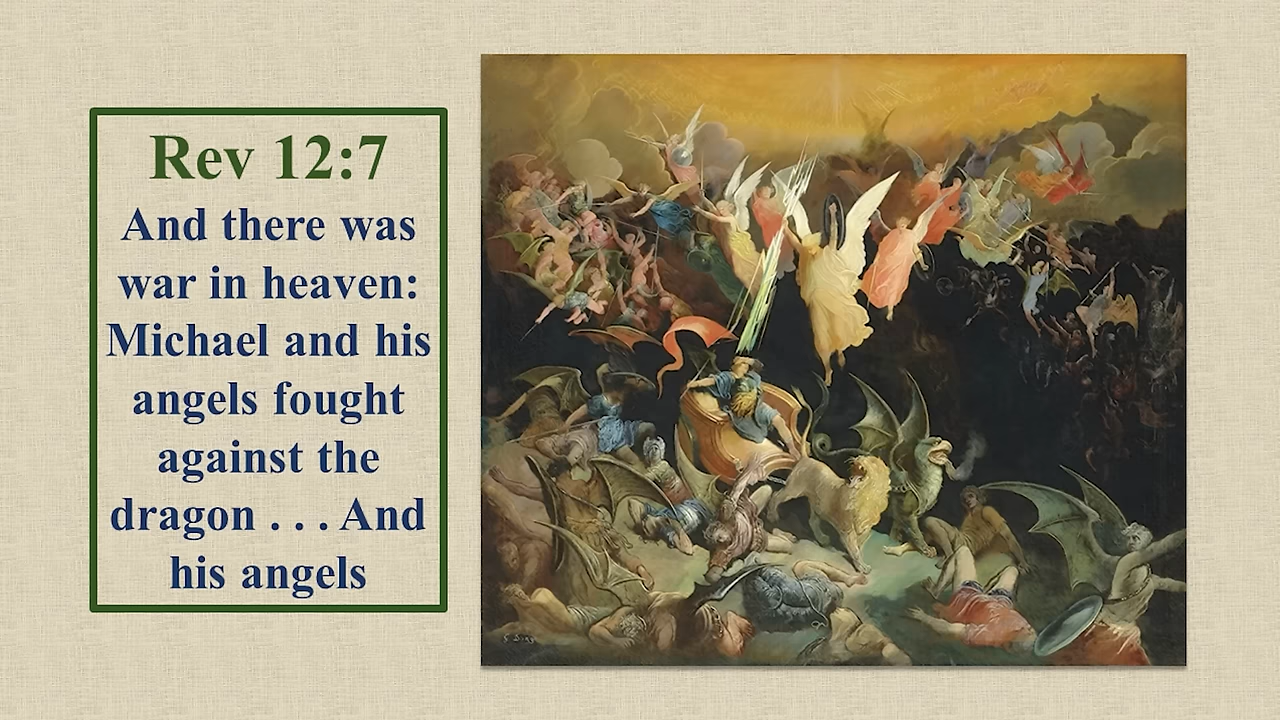 Rev 12:7
And there was
war in heaven:
Michael and his
angels fought
against the
dragon . . . And
his angels